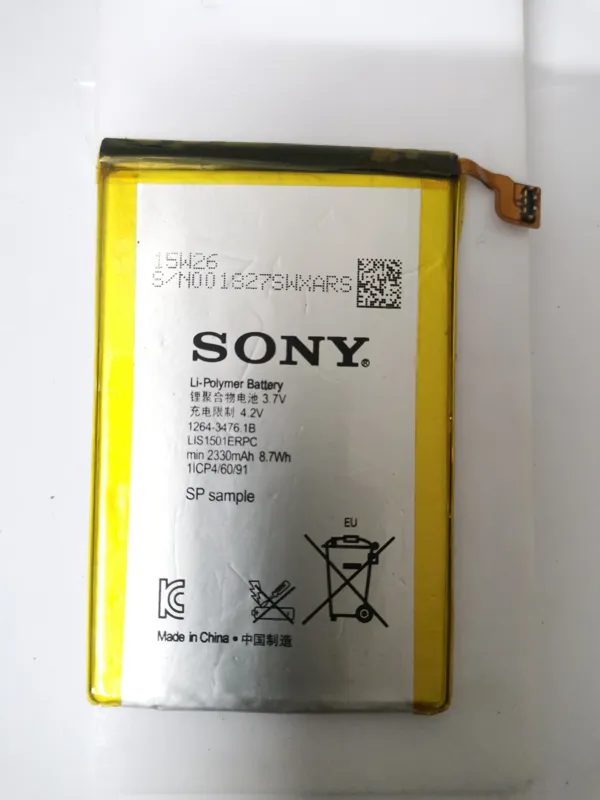 15W26
S/N001827SWXARS
SONY®
Li-Polymer Battery
锂聚合物电池 3.7V
充电限制 4.2V
1264-3476.1B
LiS1501ERPC
min 2330mAh 8.7Wh
1ICP4/60/91
SP sample
EU
Made in China • 中国制造